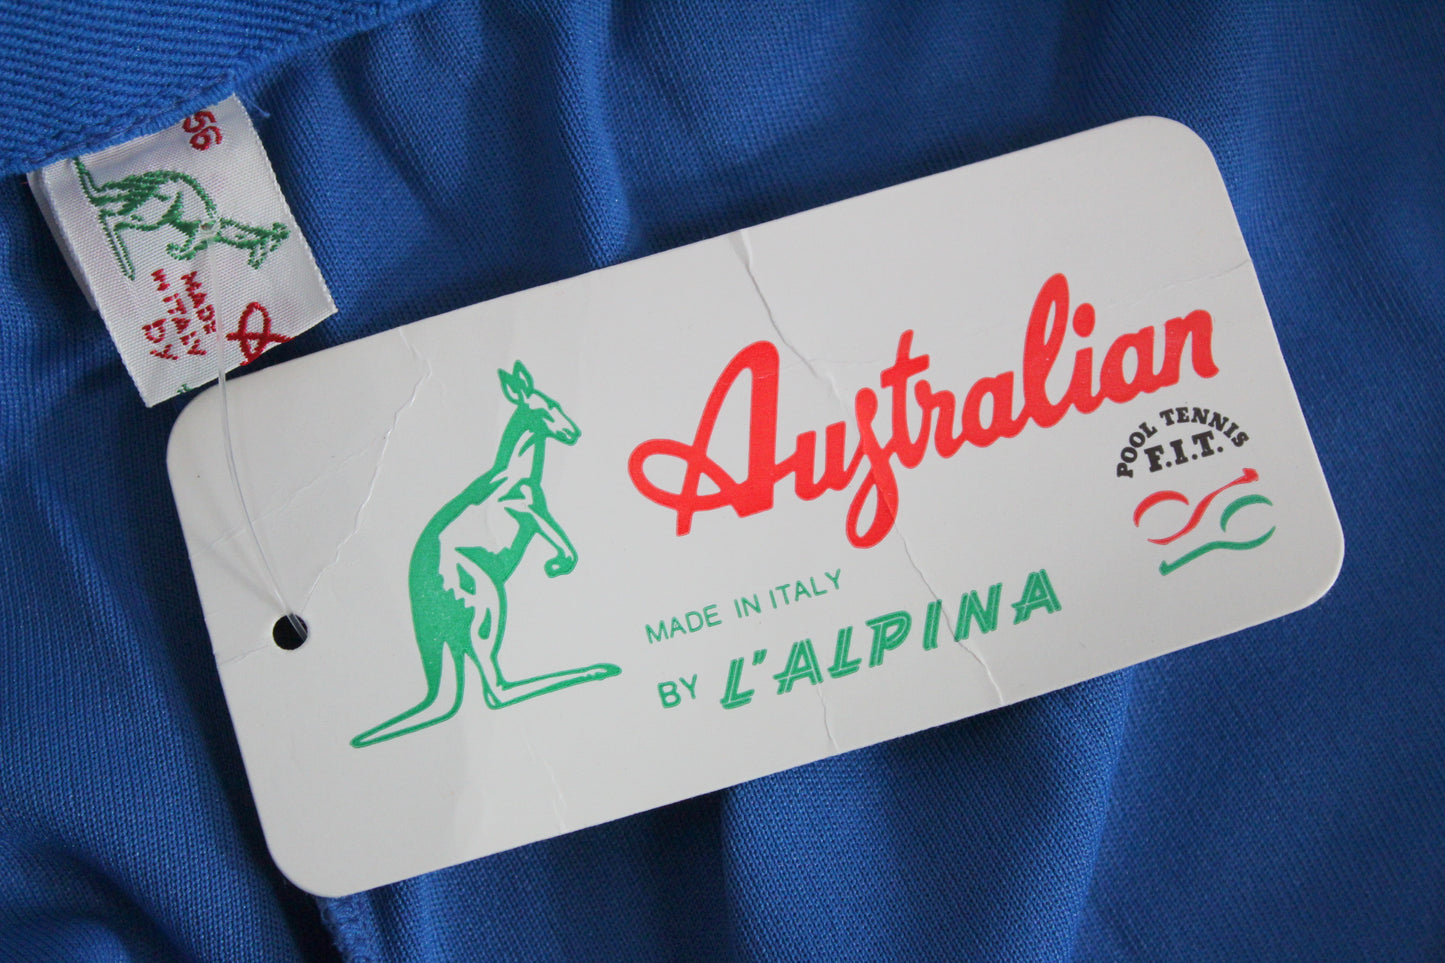 56
MADE
IN ITALY
BY
Australian
POOL TENNIS
F.I.T.
MADE IN ITALY
BY L'ALPINA